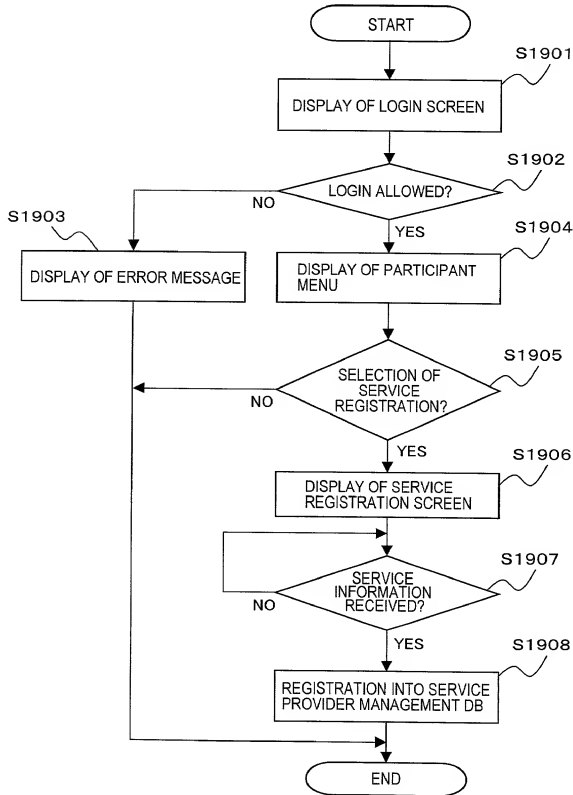 START
S1901
DISPLAY OF LOGIN SCREEN
S1902
LOGIN ALLOWED?
NO
YES
S1903
S1904
DISPLAY OF ERROR MESSAGE
DISPLAY OF PARTICIPANT
MENU
S1905
SELECTION OF
SERVICE
REGISTRATION?
NO
YES
S1906
DISPLAY OF SERVICE
REGISTRATION SCREEN
S1907
SERVICE
INFORMATION
RECEIVED?
NO
YES
S1908
REGISTRATION INTO SERVICE
PROVIDER MANAGEMENT DB
END